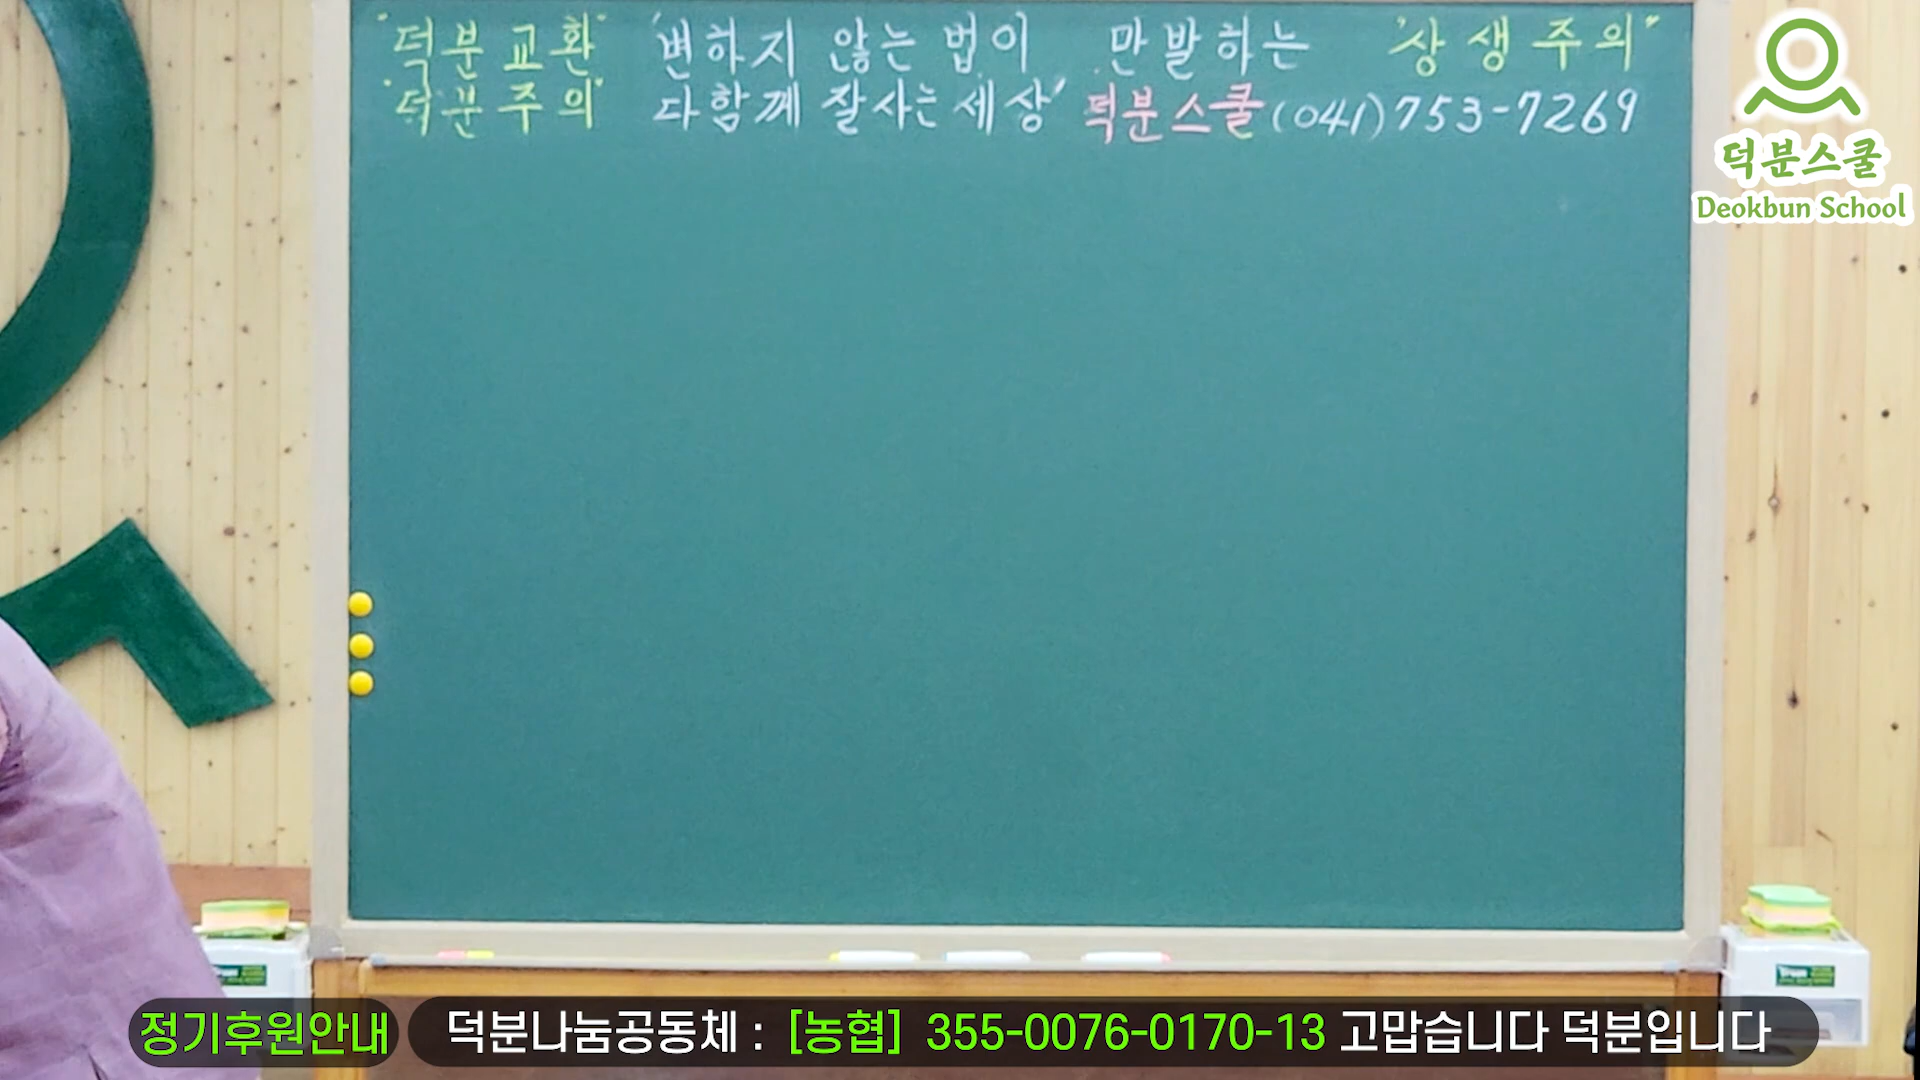 "덕분교환" '변하지 않는 법이 만발하는 '상생주의"
"덕분주의" 다함께 잘사는세상' 덕분스쿨(041)753-7269
덕분스쿨
Deokbun School
정기후원안내 덕분나눔공동체 : [농협] 355-0076-0170-13 고맙습니다 덕분입니다